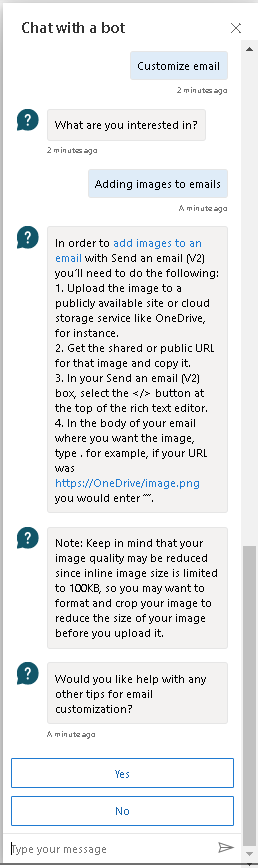 Chat with a bot
Customize email
2 minutes ago
What are you interested in?
2 minutes ago
Adding images to emails
A minute ago
In order to add images to an
email with Send an email (V2)
you'll need to do the following:
1. Upload the image to a
publicly available site or cloud
storage service like OneDrive,
for instance.
2. Get the shared or public URL
for that image and copy it.
3. In your Send an email (V2)
box, select the </> button at
the top of the rich text editor.
4. In the body of your email
where you want the image,
type . for example, if your URL
was
https://OneDrive/image.png
you would enter "".
Note: Keep in mind that your
image quality may be reduced
since inline image size is limited
to 100KB, so you may want to
format and crop your image to
reduce the size of your image
before you upload it.
Would you like help with any
other tips for email
customization?
A minute ago
Yes
No
Type your message